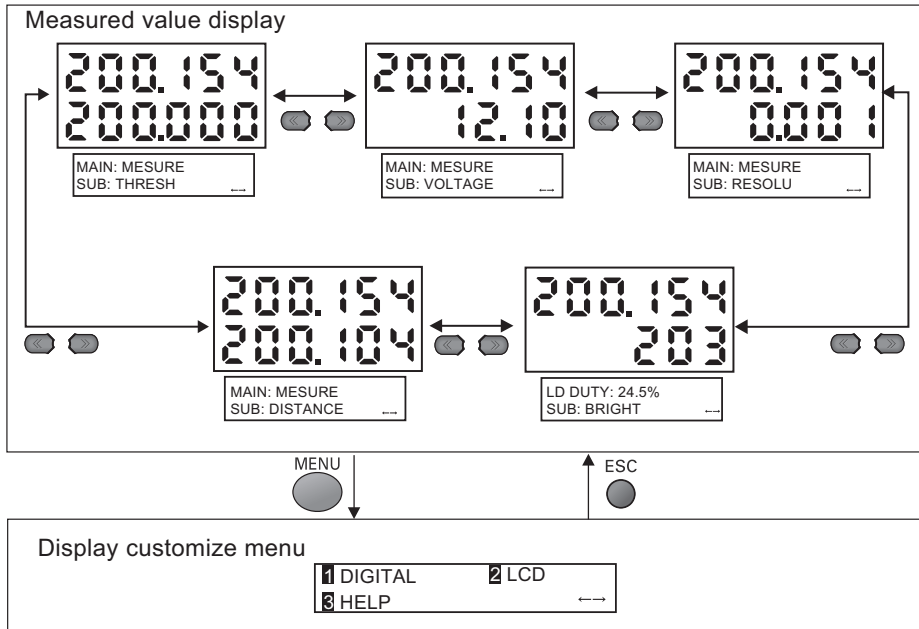 Measured value display
200.154
200.000
MAIN: MESURE
SUB: THRESH ←→
200.154
12.10
MAIN: MESURE
SUB: VOLTAGE ←→
200.154
0.001
MAIN: MESURE
SUB: RESOLU ←→
200.154
200.104
MAIN: MESURE
SUB: DISTANCE ←→
200.154
203
LD DUTY: 24.5%
SUB: BRIGHT ←→
MENU
ESC
Display customize menu
1 DIGITAL 2 LCD
3 HELP ←→